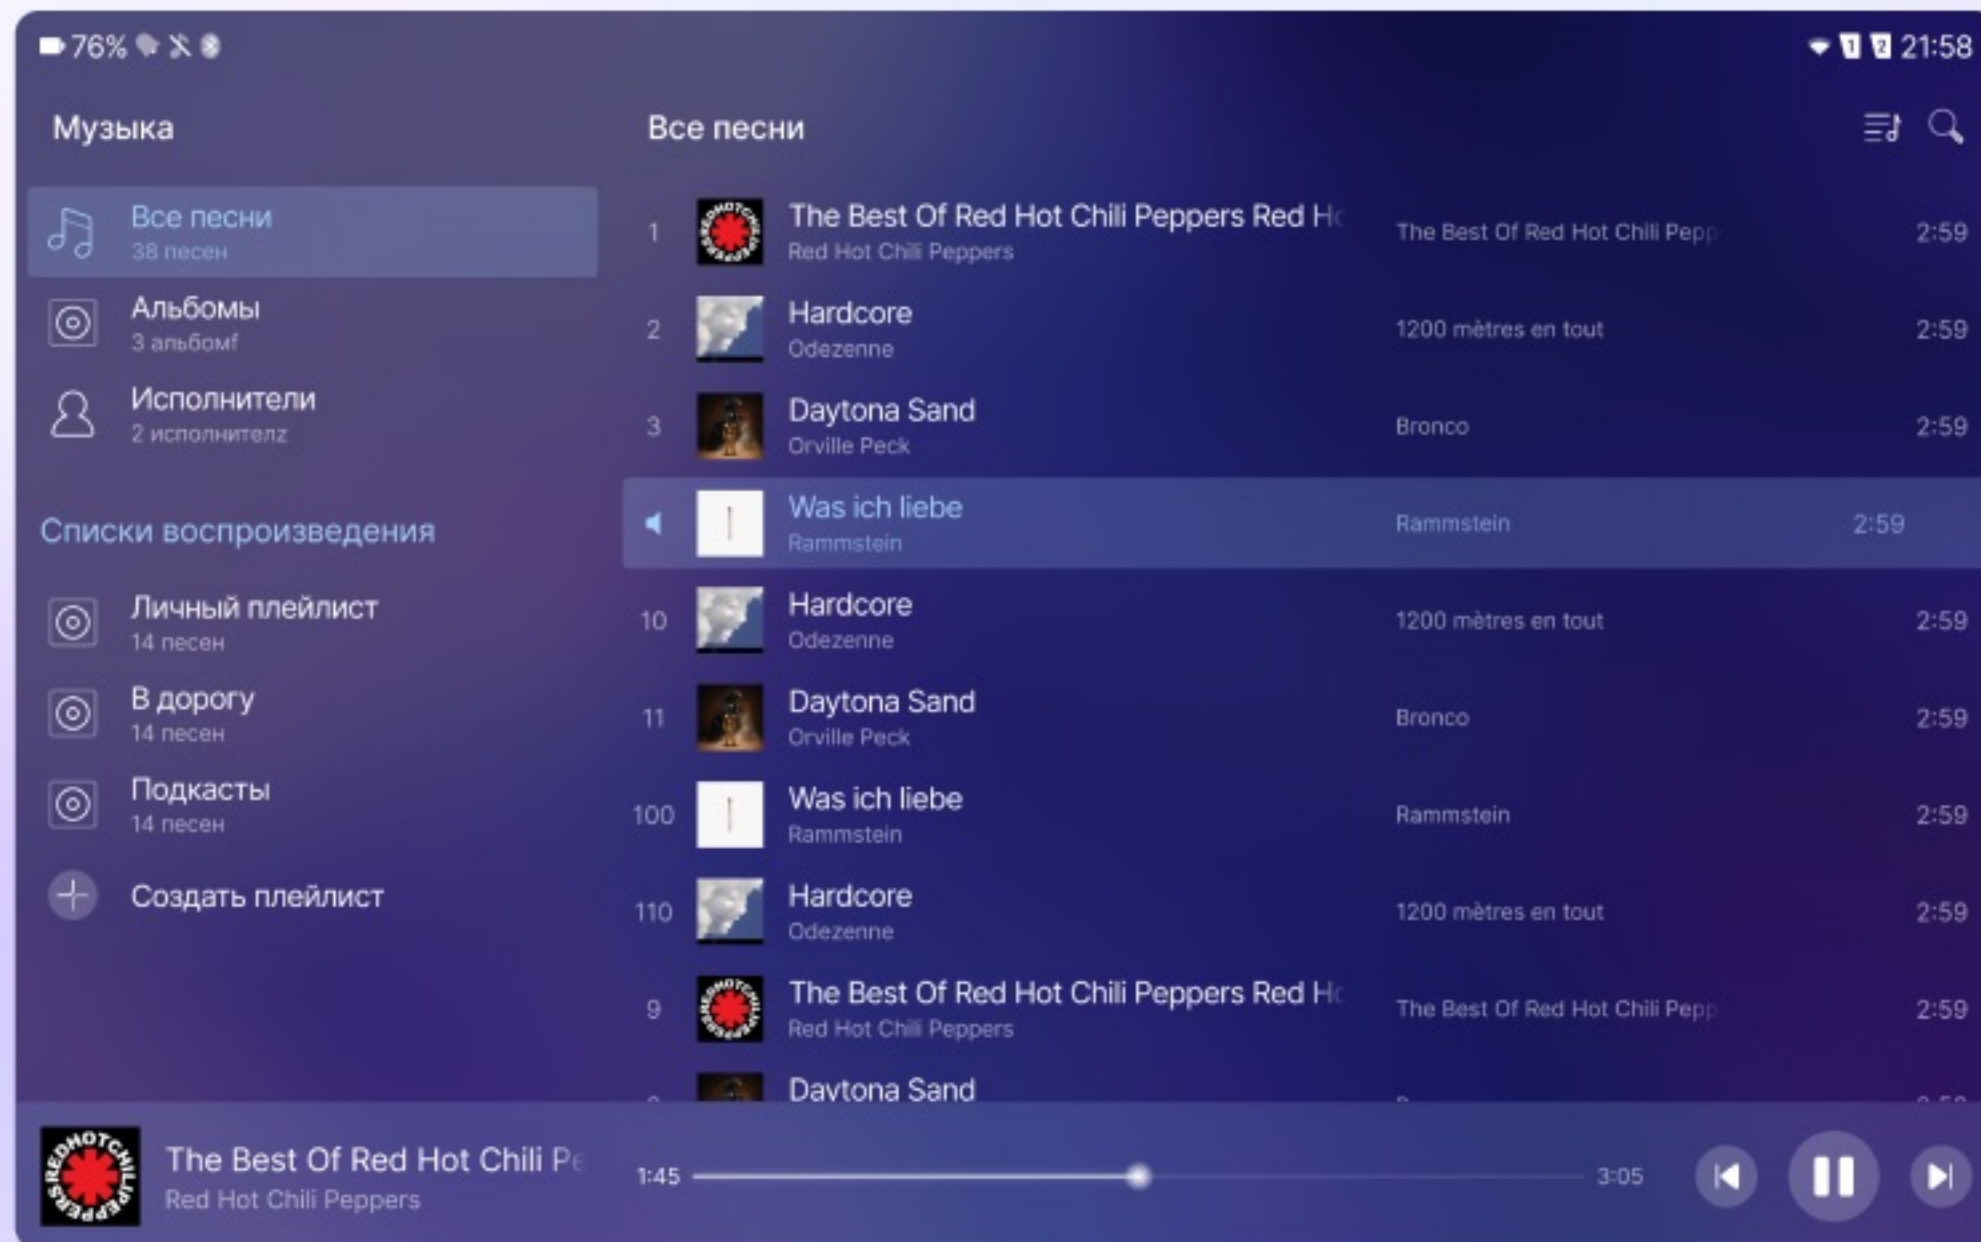 76%
1 2 21:58
Музыка
Все песни
38 песен
Альбомы
3 альбомf
Исполнители
2 исполнителz
Списки воспроизведения
Личный плейлист
14 песен
В дорогу
14 песен
Подкасты
14 песен
Создать плейлист
Все песни
1 The Best Of Red Hot Chili Peppers Red
Red Hot Chili Peppers
The Best Of Red Hot Chili
2:59
2 Hardcore
Odezenne
1200 mètres en tout
2:59
3 Daytona Sand
Orville Peck
Bronco
2:59
Was ich liebe
Rammstein
Rammstein
2:59
10 Hardcore
Odezenne
1200 mètres en tout
2:59
11 Daytona Sand
Orville Peck
Bronco
2:59
100 Was ich liebe
Rammstein
Rammstein
2:59
110 Hardcore
Odezenne
1200 mètres en tout
2:59
9 The Best Of Red Hot Chili Peppers Red
Red Hot Chili Peppers
The Best Of Red Hot Chili
2:59
Daytona Sand
RED HOT CHILI PEPPERS
The Best Of Red Hot Chili
Red Hot Chili Peppers
1:45
3:05